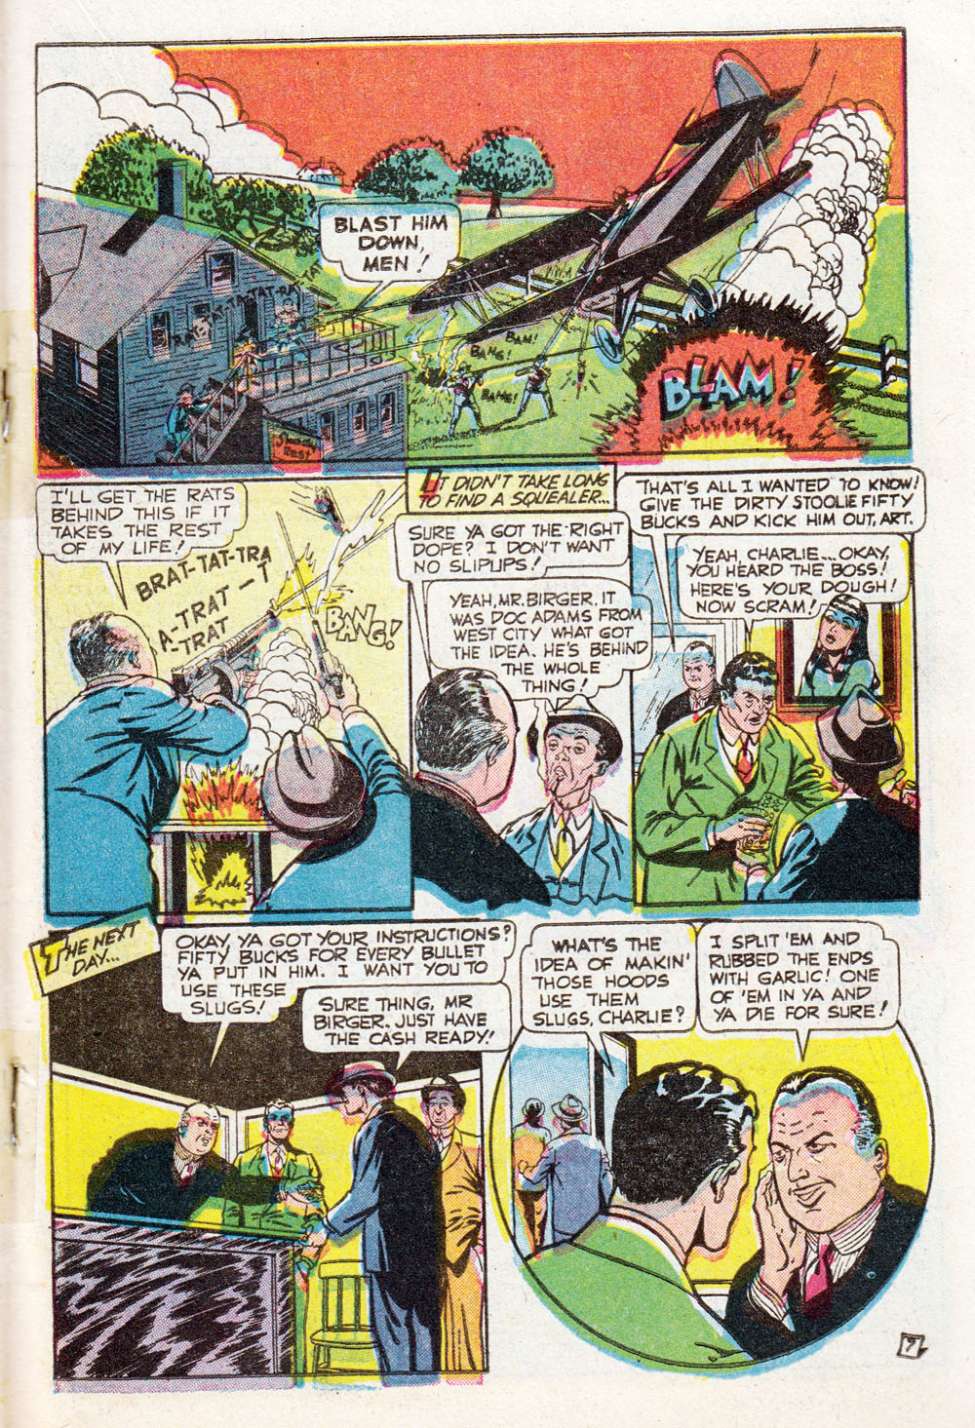 BLAST HIM
DOWN,
MEN!
BAM!
BANG!
BANG!
BLAM!
I'LL GET THE RATS
BEHIND THIS IF IT
TAKES THE REST
OF MY LIFE!
BRAT-TAT-TRA
A-TRAT-T
-TRAT
BANG!
IT DIDN'T TAKE LONG
TO FIND A SQUEALER...
SURE YA GOT THE RIGHT
DOPE? I DON'T WANT
NO SLIPUPS!
YEAH, MR. BIRGER. IT
WAS DOC ADAMS FROM
WEST CITY WHAT GOT
THE IDEA. HE'S BEHIND
THE WHOLE
THING!
THAT'S ALL I WANTED TO KNOW!
GIVE THE DIRTY STOOLIE FIFTY
BUCKS AND KICK HIM OUT, ART.
YEAH, CHARLIE... OKAY,
YOU HEARD THE BOSS!
HERE'S YOUR DOUGH!
NOW SCRAM!
THE NEXT
DAY...
OKAY, YA GOT YOUR INSTRUCTIONS?
FIFTY BUCKS FOR EVERY BULLET
YA PUT IN HIM. I WANT YOU TO
USE THESE
SLUGS!
SURE THING, MR
BIRGER. JUST HAVE
THE CASH READY!
WHAT'S THE
IDEA OF MAKIN'
THOSE HOODS
USE THEM
SLUGS, CHARLIE?
I SPLIT 'EM AND
RUBBED THE ENDS
WITH GARLIC! ONE
OF 'EM IN YA AND
YA DIE FOR SURE!